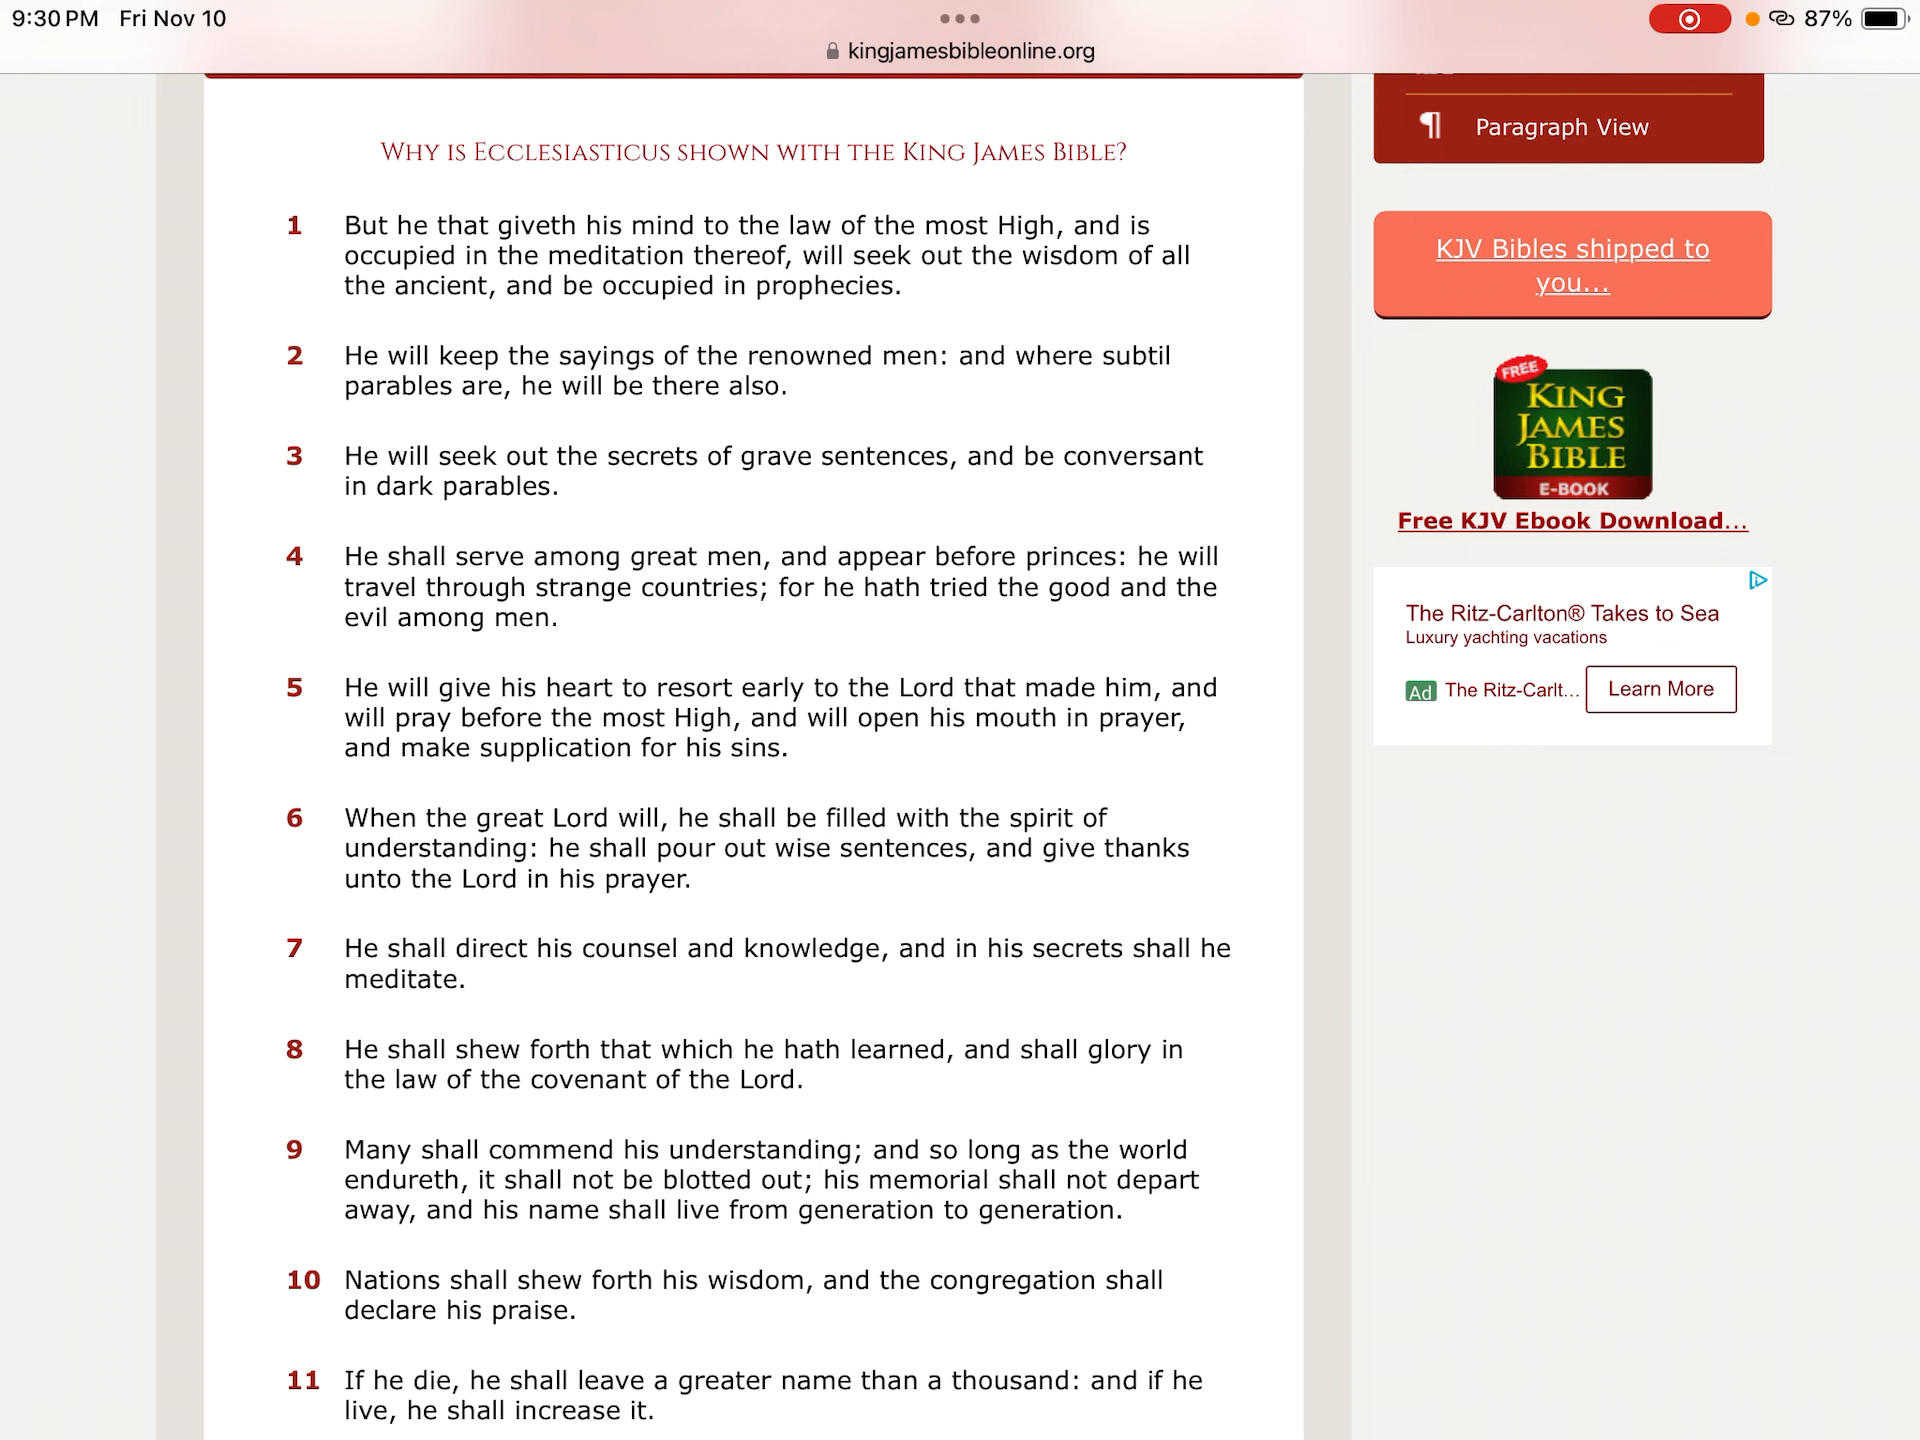 9:30 PM Fri Nov 10
87%
kingjamesbibleonline.org
Paragraph View
Why is Ecclesiasticus shown with the King James Bible?
1 But he that giveth his mind to the law of the most High, and is
occupied in the meditation thereof, will seek out the wisdom of all
the ancient, and be occupied in prophecies.
2 He will keep the sayings of the renowned men: and where subtil
parables are, he will be there also.
3 He will seek out the secrets of grave sentences, and be conversant
in dark parables.
4 He shall serve among great men, and appear before princes: he will
travel through strange countries; for he hath tried the good and the
evil among men.
5 He will give his heart to resort early to the Lord that made him, and
will pray before the most High, and will open his mouth in prayer,
and make supplication for his sins.
6 When the great Lord will, he shall be filled with the spirit of
understanding: he shall pour out wise sentences, and give thanks
unto the Lord in his prayer.
7 He shall direct his counsel and knowledge, and in his secrets shall he
meditate.
8 He shall shew forth that which he hath learned, and shall glory in
the law of the covenant of the Lord.
9 Many shall commend his understanding; and so long as the world
endureth, it shall not be blotted out; his memorial shall not depart
away, and his name shall live from generation to generation.
10 Nations shall shew forth his wisdom, and the congregation shall
declare his praise.
11 If he die, he shall leave a greater name than a thousand: and if he
live, he shall increase it.
KJV Bibles shipped to
you...
FREE
KING
JAMES
BIBLE
E-BOOK
Free KJV Ebook Download...
The Ritz-Carlton® Takes to Sea
Luxury yachting vacations
Ad The Ritz-Carlt...
Learn More